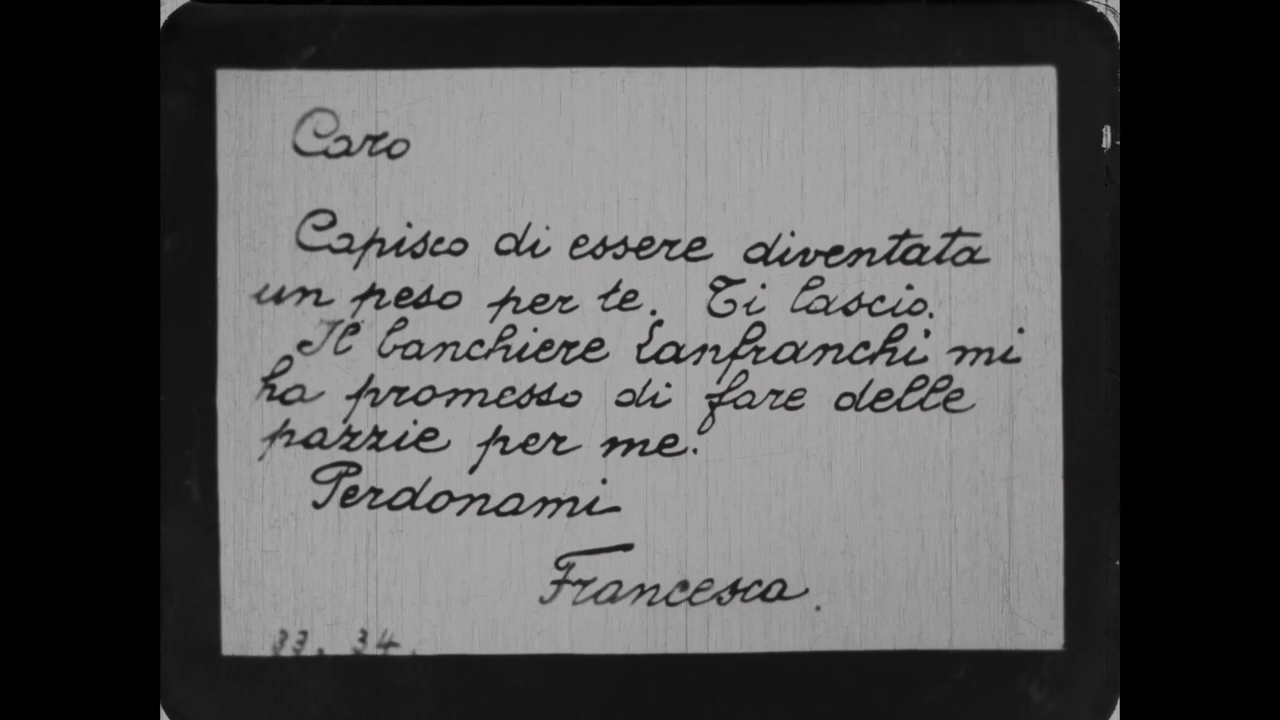 Caro
Capisco di essere diventata
un peso per te. Ti lascio.
Il banchiere Lanfranchi mi
ha promesso di fare delle
pazzie per me.
Perdonami
Francesca.
33. 34.